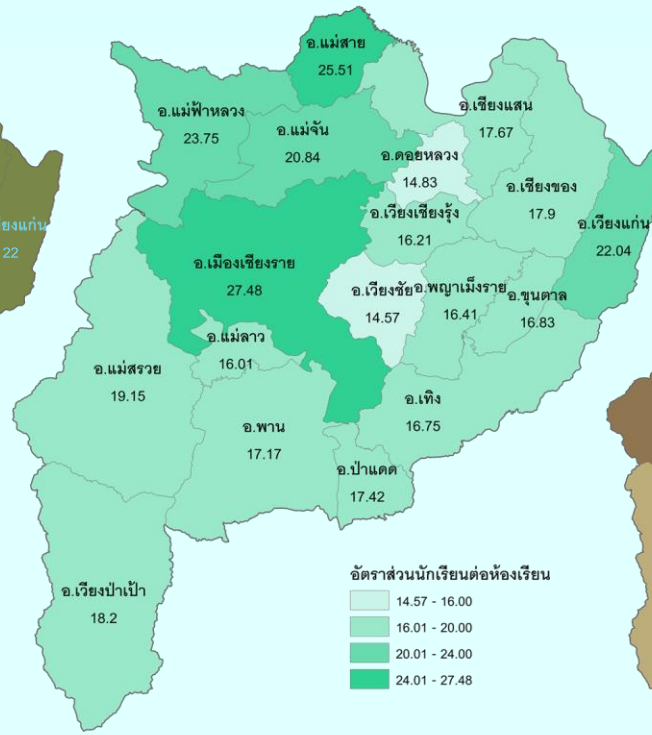 อ.แม่สาย
25.51
อ.แม่ฟ้าหลวง
23.75
อ.แม่จัน
20.84
อ.ดอยหลวง
14.83
อ.เชียงแสน
17.67
อ.เชียงของ
17.9
อ.เวียงแก่น
22.04
ยงแก่น
22
อ.เวียงเชียงรุ้ง
16.21
อ.เมืองเชียงราย
27.48
อ.เวียงชัย
14.57
อ.พญาเม็งราย
16.41
อ.ขุนตาล
16.83
อ.แม่ลาว
16.01
อ.แม่สรวย
19.15
อ.เทิง
16.75
อ.พาน
17.17
อ.ป่าแดด
17.42
อ.เวียงป่าเป้า
18.2
อัตราส่วนนักเรียนต่อห้องเรียน
14.57 - 16.00
16.01 - 20.00
20.01 - 24.00
24.01 - 27.48